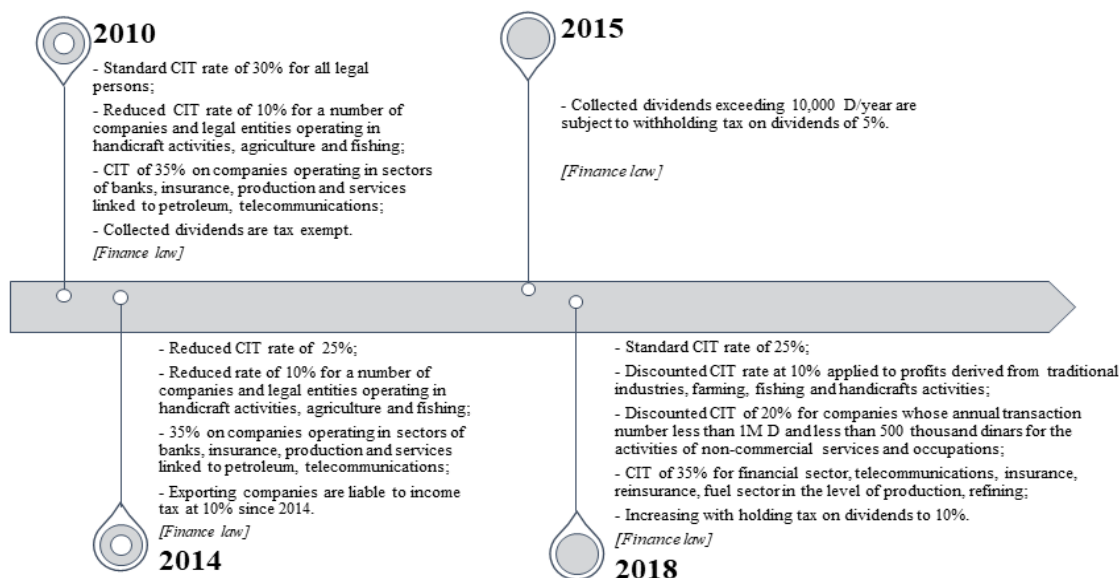 2010
- Standard CIT rate of 30% for all legal
persons;
- Reduced CIT rate of 10% for a number of
companies and legal entities operating in
handicraft activities, agriculture and fishing;
- CIT of 35% on companies operating in sectors
of banks, insurance, production and services
linked to petroleum, telecommunications;
- Collected dividends are tax exempt.
[Finance law]
2015
- Collected dividends exceeding 10,000 D/year are
subject to withholding tax on dividends of 5%.
[Finance law]
- Reduced CIT rate of 25%;
- Reduced rate of 10% for a number of
companies and legal entities operating in
handicraft activities, agriculture and fishing;
- 35% on companies operating in sectors of
banks, insurance, production and services
linked to petroleum, telecommunications;
- Exporting companies are liable to income
tax at 10% since 2014.
[Finance law]
2014
- Standard CIT rate of 25%;
- Discounted CIT rate at 10% applied to profits derived from traditional
industries, farming, fishing and handicrafts activities;
- Discounted CIT of 20% for companies whose annual transaction
number less than 1M D and less than 500 thousand dinars for the
activities of non-commercial services and occupations;
- CIT of 35% for financial sector, telecommunications, insurance,
reinsurance, fuel sector in the level of production, refining;
- Increasing with holding tax on dividends to 10%.
[Finance law]
2018